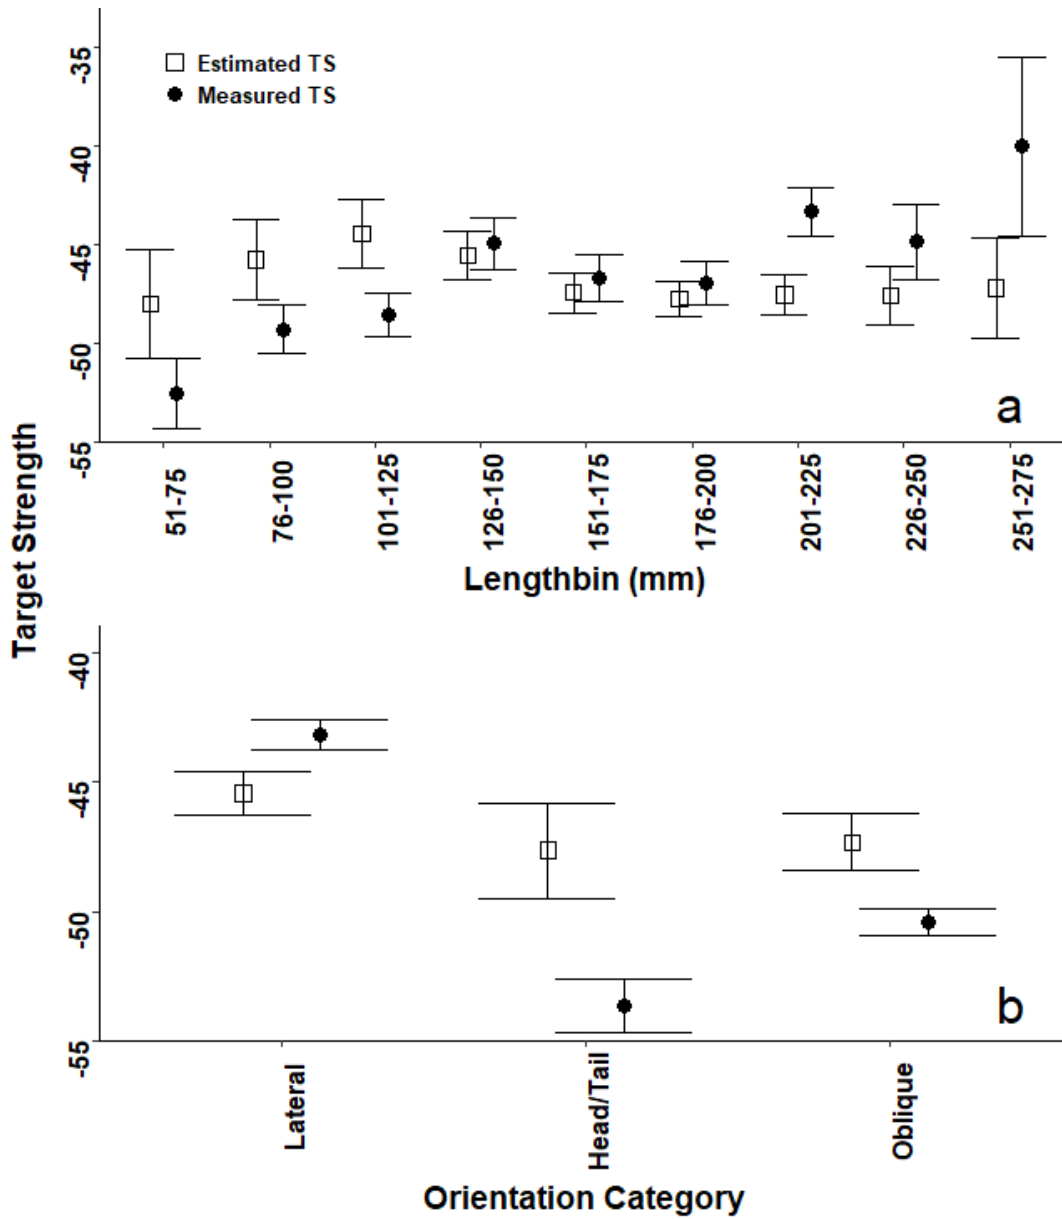 Target Strength
-35
-40
-45
-50
-55
Estimated TS
Measured TS
a
51-75
76-100
101-125
126-150
151-175
176-200
201-225
226-250
251-275
Lengthbin (mm)
-40
-45
-50
-55
b
Lateral
Head/Tail
Oblique
Orientation Category